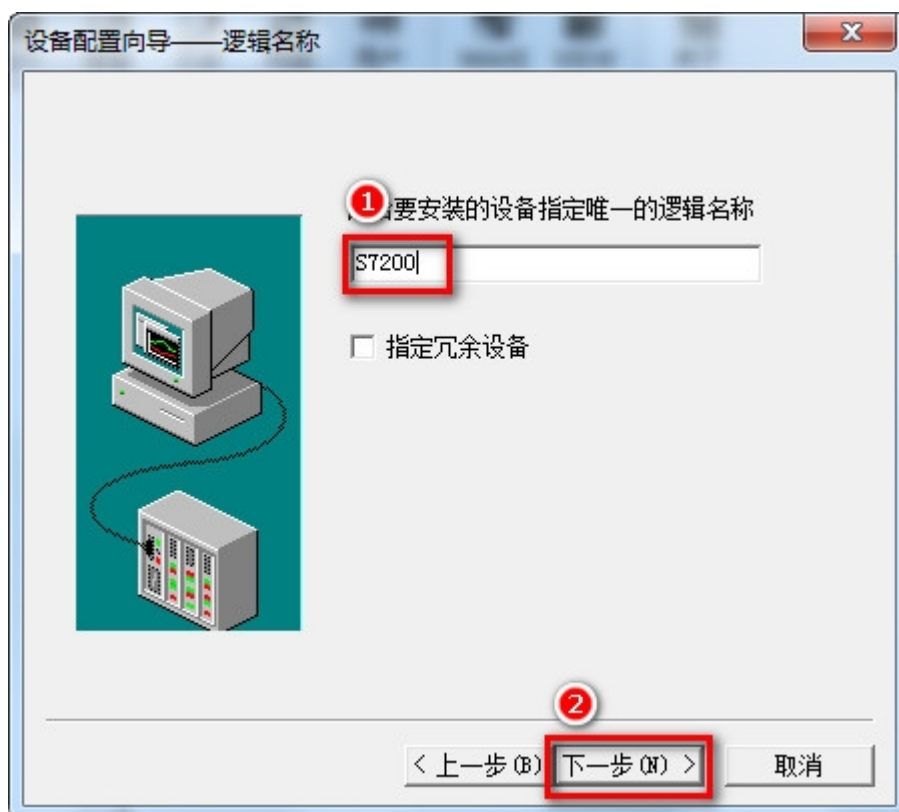 设备配置向导——逻辑名称
1
要安装的设备指定唯一的逻辑名称
S7200
指定冗余设备
2
< 上一步(B)
下一步(N) >
取消